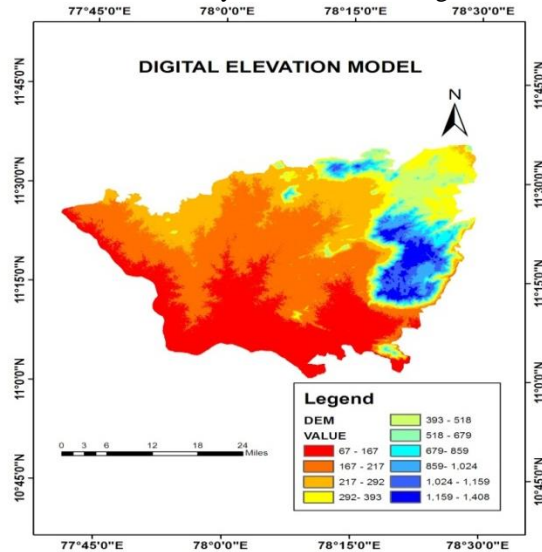 77°45'0"E 78°0'0"E 78°15'0"E 78°30'0"E
DIGITAL ELEVATION MODEL
N
11°45'0"N 11°45'0"N
11°30'0"N 11°30'0"N
11°15'0"N 11°15'0"N
11°0'0"N 11°0'0"N
10°45'0"N 10°45'0"N
Legend
DEM
VALUE
67 - 167
167 - 217
217 - 292
292- 393
393 - 518
518 - 679
679- 859
859- 1,024
1,024 - 1,159
1,159 - 1,408
0 3 6 12 18 24
Miles
77°45'0"E 78°0'0"E 78°15'0"E 78°30'0"E